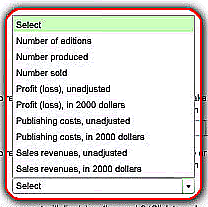 Select
Number of editions
Number produced
Number sold
Profit (loss), unadjusted
Profit (loss), in 2000 dollars
Publishing costs, unadjusted
Publishing costs, in 2000 dollars
Sales revenues, unadjusted
Sales revenues, in 2000 dollars
Select